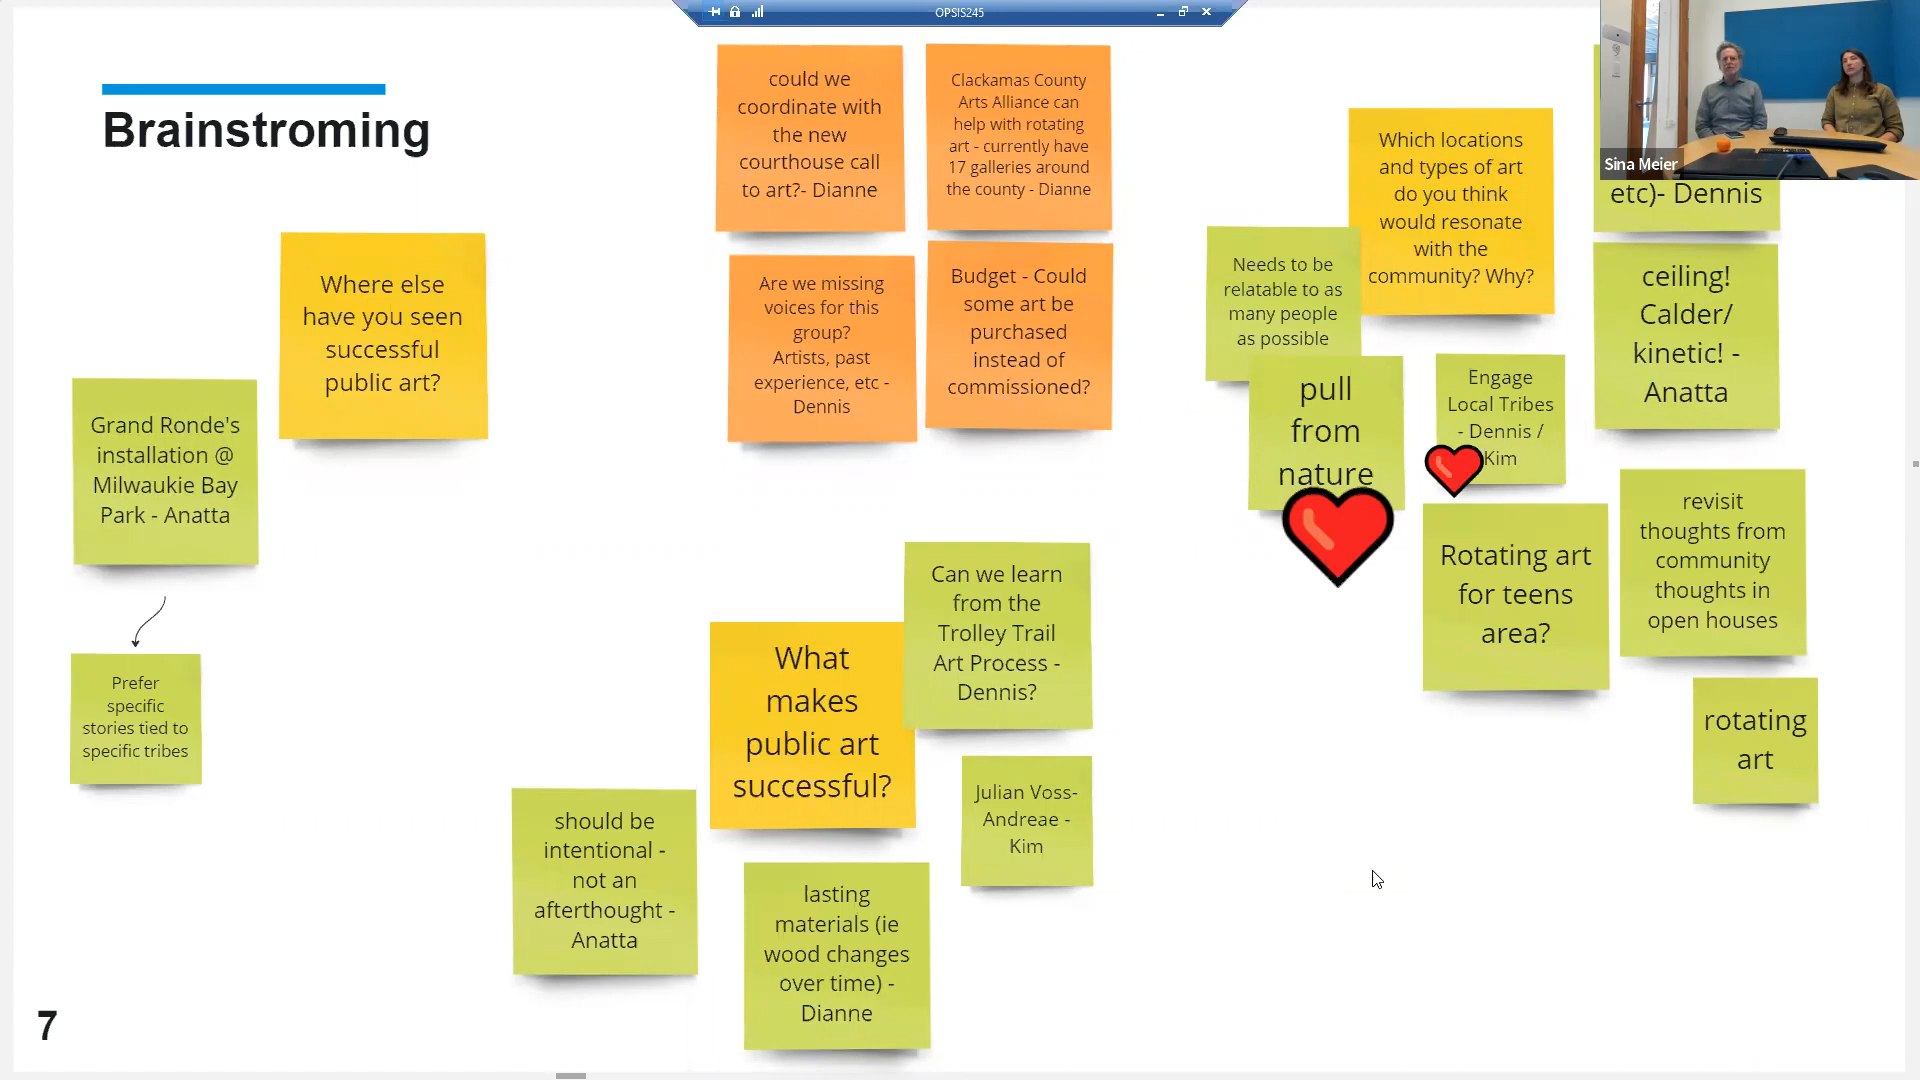 OPSIS245
Brainstroming
Where else
have you seen
successful
public art?
Grand Ronde's
installation @
Milwaukie Bay
Park - Anatta
Prefer
specific
stories tied to
specific tribes
could we
coordinate with
the new
courthouse call
to art?- Dianne
Clackamas County
Arts Alliance can
help with rotating
art - currently have
17 galleries around
the county - Dianne
Are we missing
voices for this
group?
Artists, past
experience, etc -
Dennis
Budget - Could
some art be
purchased
instead of
commissioned?
What
makes
public art
successful?
Can we learn
from the
Trolley Trail
Art Process -
Dennis?
Julian Voss-
Andreae -
Kim
should be
intentional -
not an
afterthought -
Anatta
lasting
materials (ie
wood changes
over time) -
Dianne
Which locations
and types of art
do you think
would resonate
with the
community? Why?
Needs to be
relatable to as
many people
as possible
pull
from
nature
Engage
Local Tribes
- Dennis /
Kim
Rotating art
for teens
area?
Sina Meier
etc)- Dennis
ceiling!
Calder/
kinetic! -
Anatta
revisit
thoughts from
community
thoughts in
open houses
rotating
art
7